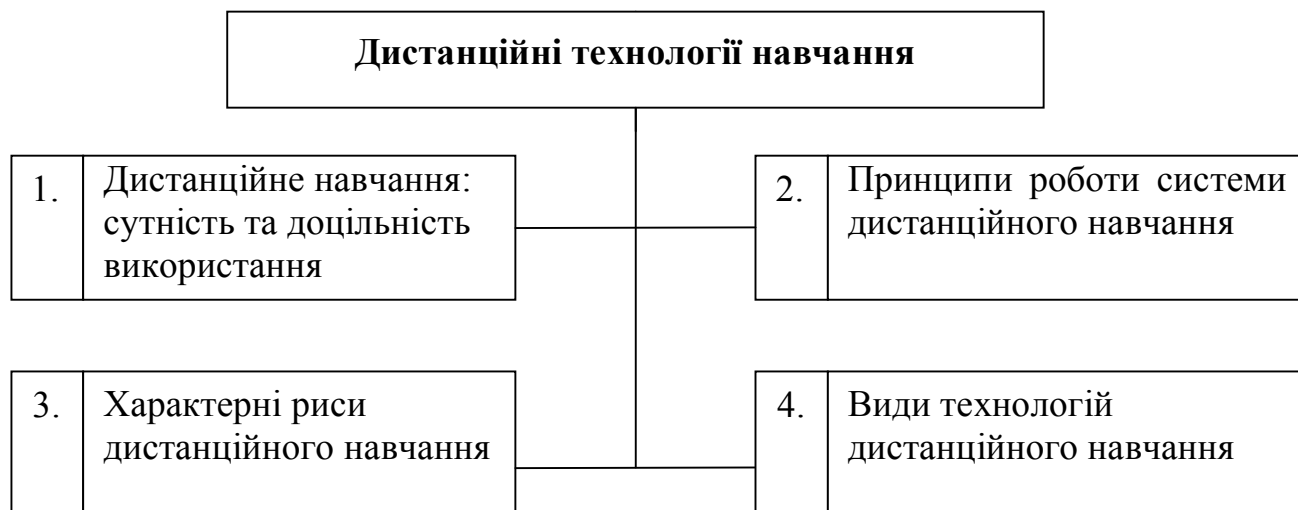 Дистанційні технології навчання
1. Дистанційне навчання:
сутність та доцільність
використання
2. Принципи роботи системи
дистанційного навчання
3. Характерні риси
дистанційного навчання
4. Види технологій
дистанційного навчання